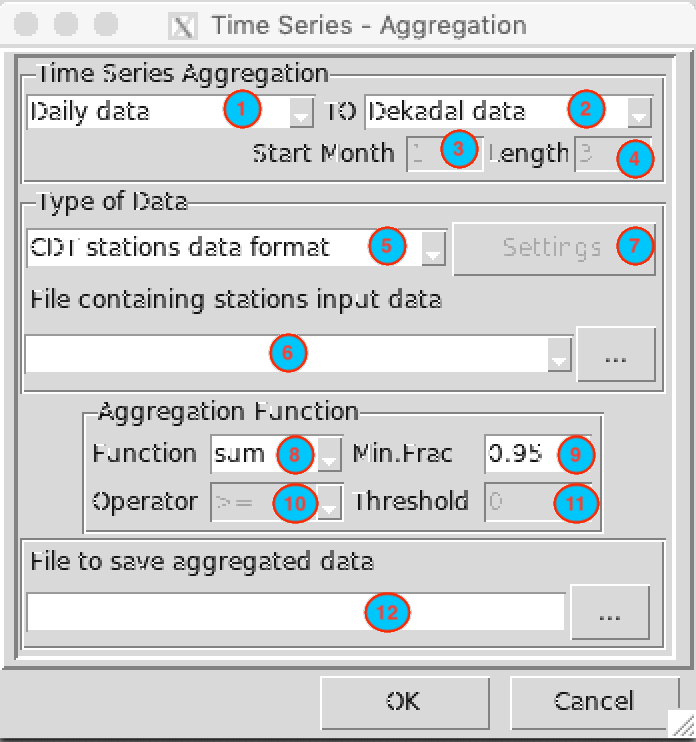 Time Series - Aggregation
Time Series Aggregation
Daily data 1 TO Dekadal data 2
Start Month 1 3 Length 3 4
Type of Data
CDT stations data format 5 Settings 7
File containing stations input data
6 ...
Aggregation Function
Function sum 8 Min.Frac 0.95 9
Operator >= 10 Threshold 0 11
File to save aggregated data
12 ...
OK Cancel